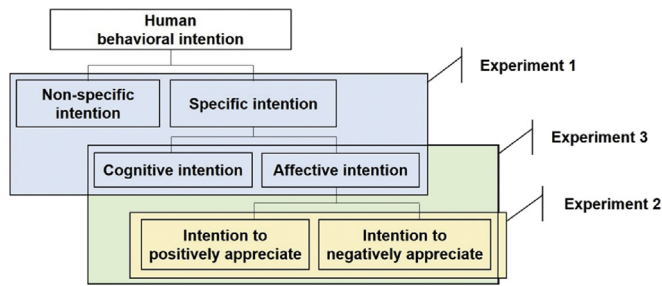 Human
behavioral intention
Experiment 1
Non-specific
intention
Specific intention
Experiment 3
Cognitive intention
Affective intention
Experiment 2
Intention to
positively appreciate
Intention to
negatively appreciate